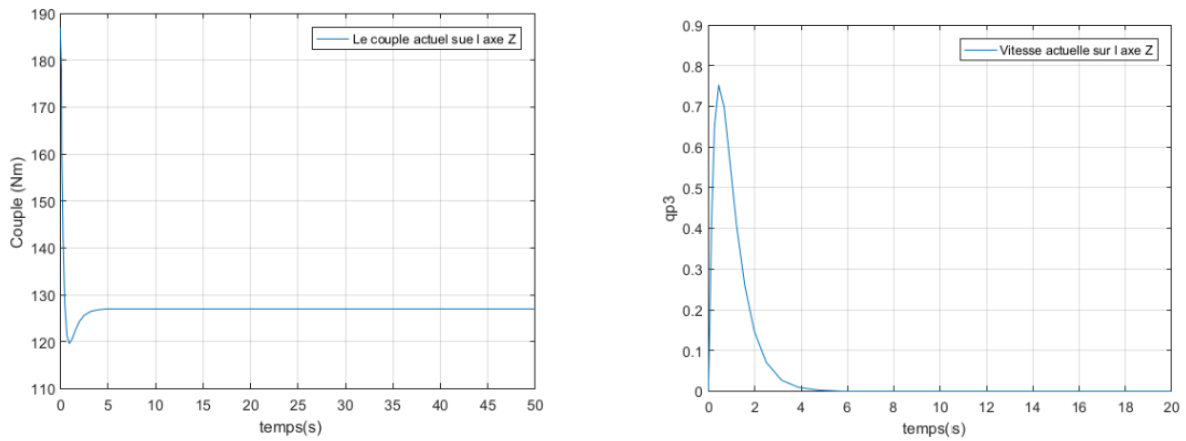 190
180
170
160
150
140
130
120
110
Couple (Nm)
Le couple actuel sue l axe Z
0 5 10 15 20 25 30 35 40 45 50
temps(s)
0.9
0.8
0.7
0.6
0.5
0.4
0.3
0.2
0.1
0
qp3
Vitesse actuelle sur l axe Z
0 2 4 6 8 10 12 14 16 18 20
temps(s)